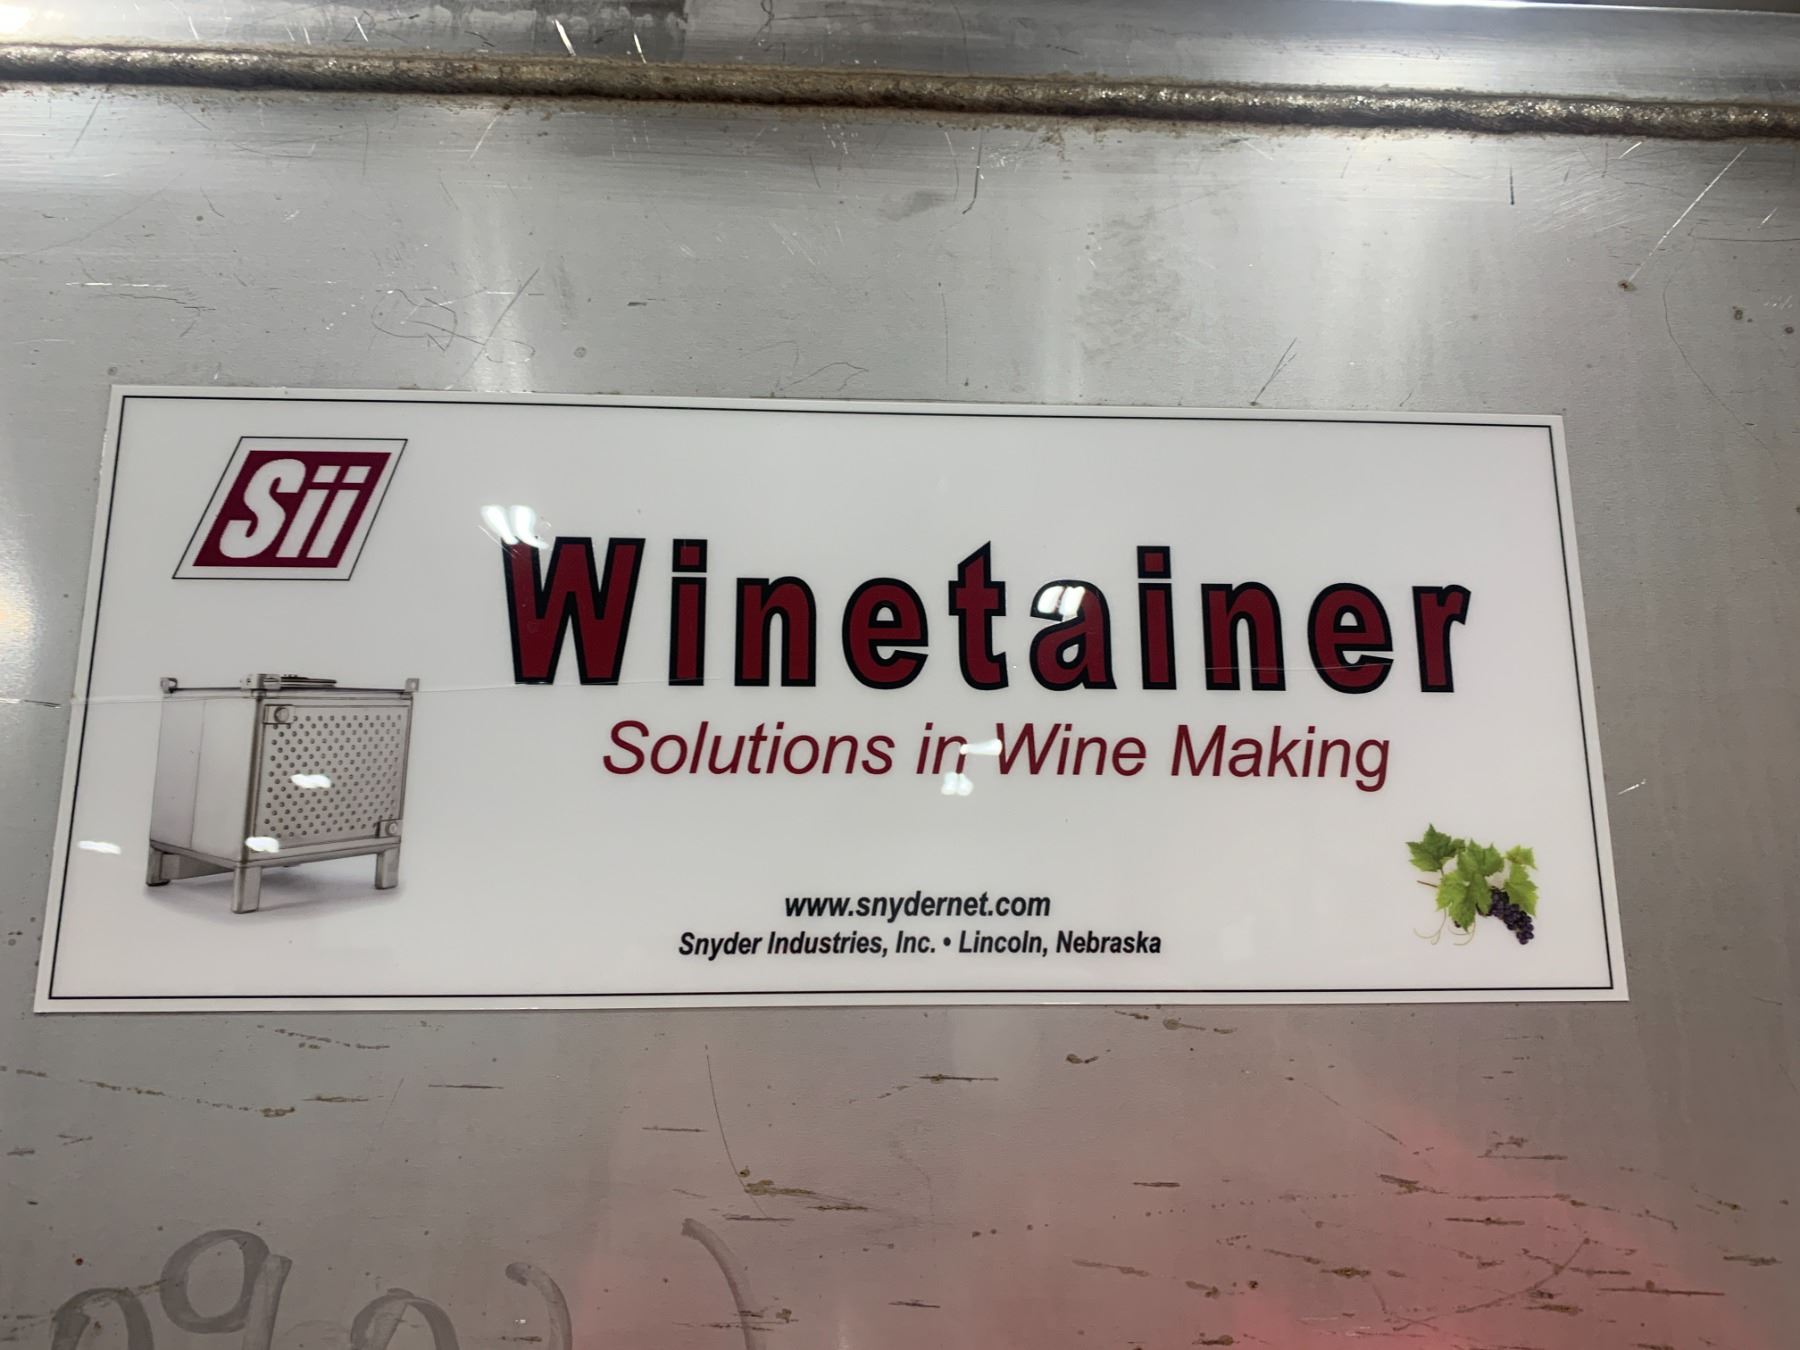 Sii
Winetainer
Solutions in Wine Making
www.snydernet.com
Snyder Industries, Inc. • Lincoln, Nebraska